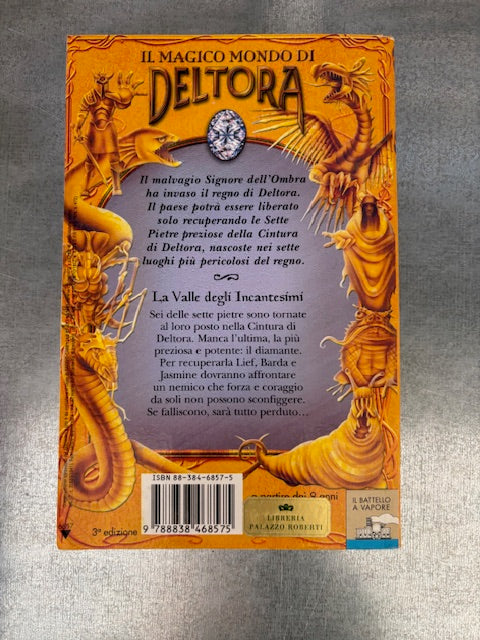 IL MAGICO MONDO DI
DELTORA
Il malvagio Signore dell'Ombra
ha invaso il regno di Deltora.
Il paese potrà essere liberato
solo recuperando le Sette
Pietre preziose della Cintura
di Deltora, nascoste nei sette
luoghi più pericolosi del regno.
La Valle degli Incantesimi
Sei delle sette pietre sono tornate
al loro posto nella Cintura di
Deltora. Manca l'ultima, la più
preziosa e potente: il diamante.
Per recuperarla Lief, Barda e
Jasmine dovranno affrontare
un nemico che forza e coraggio
da soli non possono sconfiggere.
Se falliscono, sarà tutto perduto...
ISBN 88-384-6857-5
a partire dai 9 anni
LIBRERIA
PALAZZO ROBERTI
IL BATTELLO
A VAPORE
3ª edizione
9 788838 468575